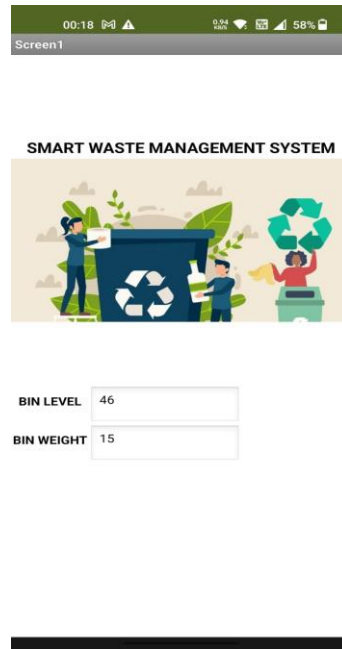 00:18 0.94 KB/S 58%
Screen1
SMART WASTE MANAGEMENT SYSTEM
BIN LEVEL 46
BIN WEIGHT 15